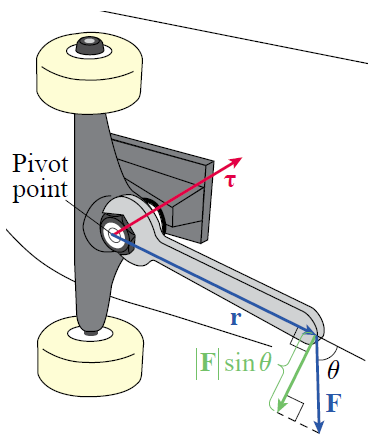 Pivot
point
τ
r
|F| sin θ
θ
F